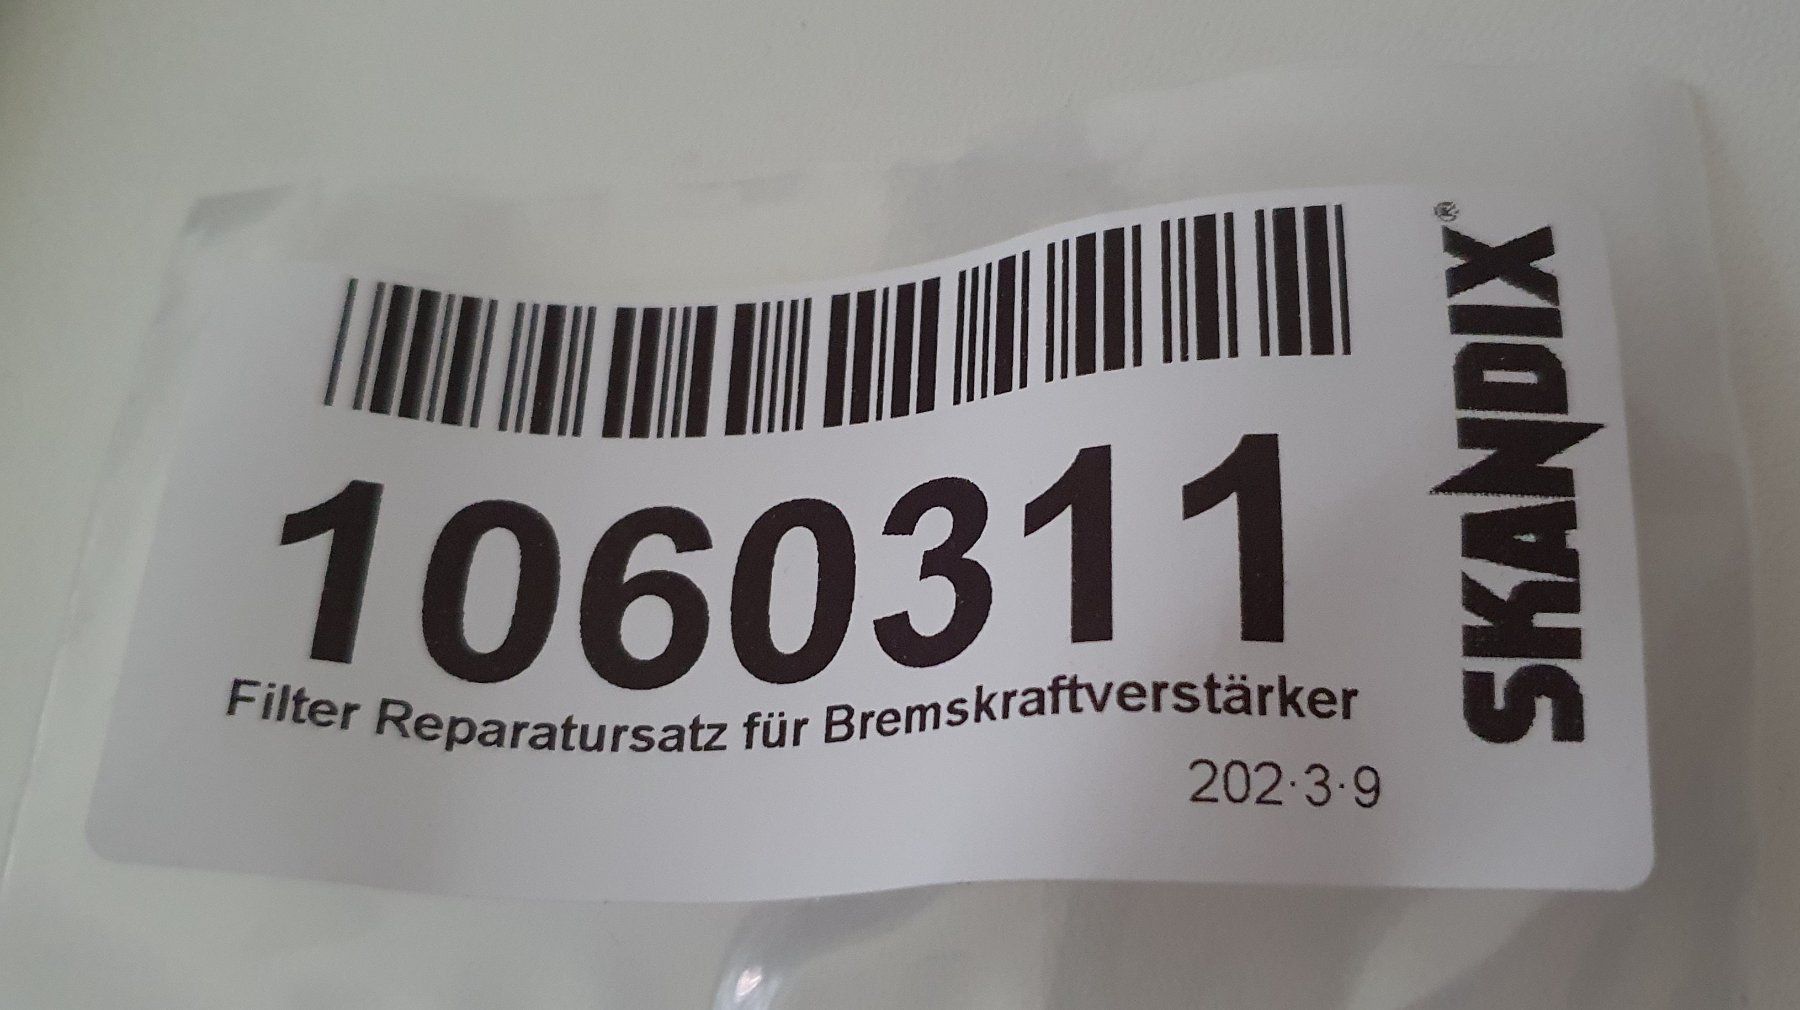 1060311
Filter Reparatursatz für Bremskraftverstärker
202·3·9
SKANDIX®